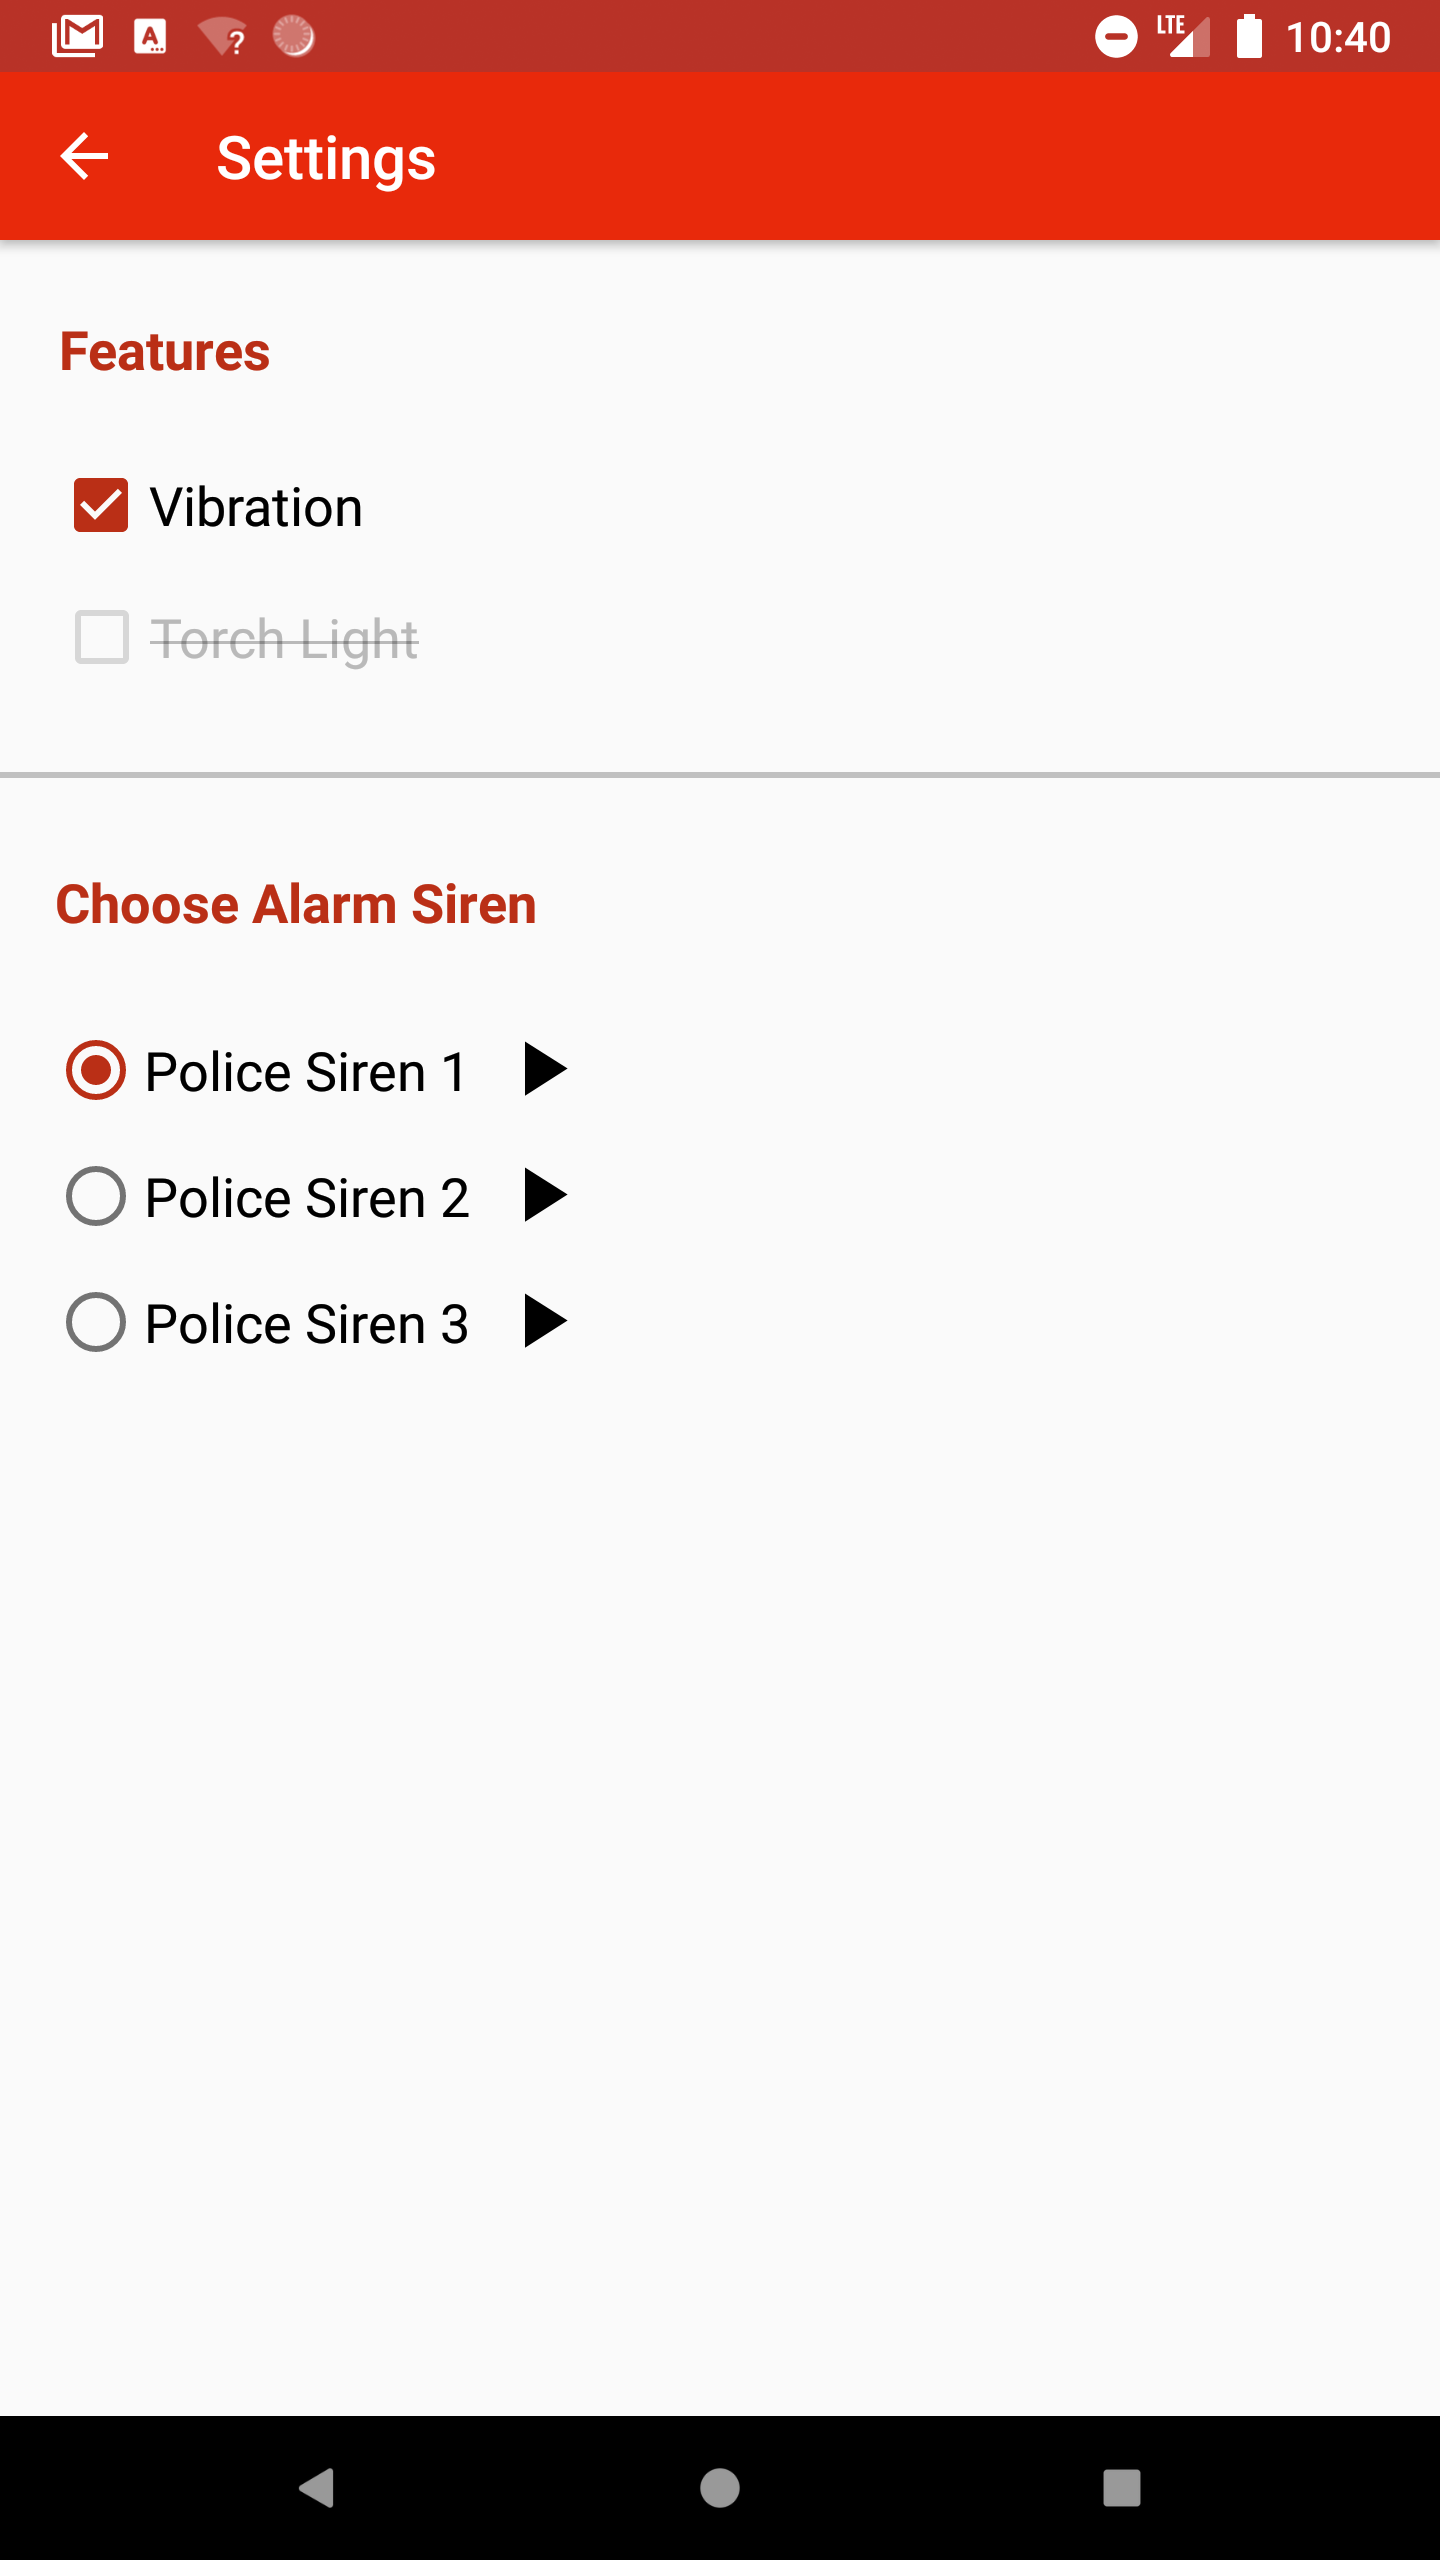 LTE 10:40
Settings
Features
Vibration
Torch Light
Choose Alarm Siren
Police Siren 1
Police Siren 2
Police Siren 3